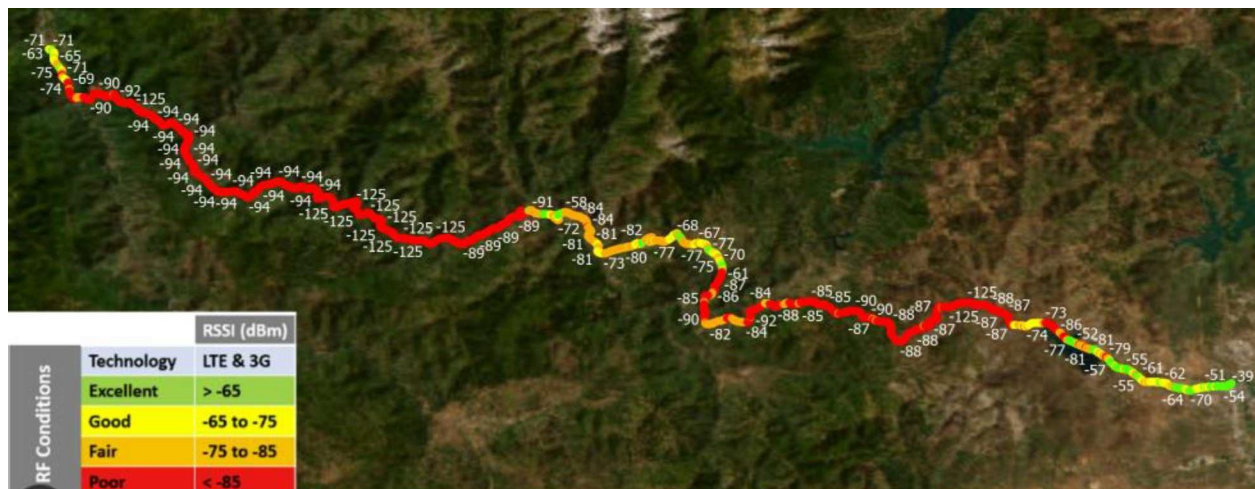 -71 -71
-63 -65
-71
-75 -69
-74 -90 -92
-90 -125
-94 -94
-94 -94
-94
-94 -94
-94 -94 -94 -94
-94 -94 -94 -94 -94
-94
-125 -125
-125 -125
-125 -125
-125 -125 -125
-89 -89 -89
-89
-91 -58 -84
-72 -84
-81 -82 -68
-81 -67
-81 -73 -80 -77 -77 -77
-70
-75 -61
-87
-85 -86 -84 -85 -85
-90 -92 -88 -85 -90 -90
-82 -84 -87 -88 87
-88
-88 -87
-125 -88
-125 -87
-87
-87 -73
-74 -86
-77 -52 -81
-81 -79
-57 -55
-55 -61 -62
-64 -70 -51 -39
-54
RSSI (dBm)
RF Conditions
Technology LTE & 3G
Excellent > -65
Good -65 to -75
Fair -75 to -85
Poor < -85